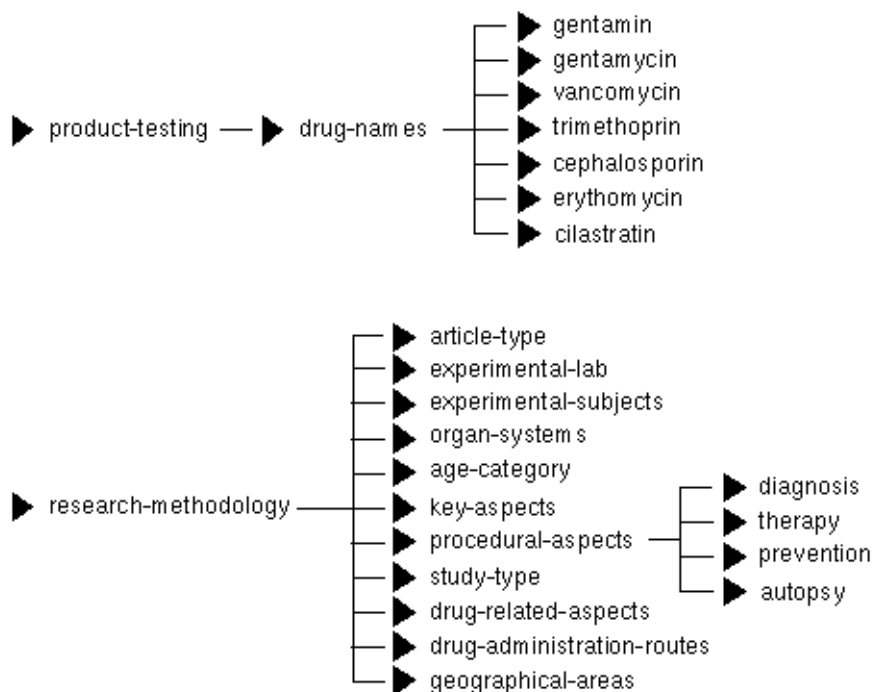 gentamin
gentamycin
vancomycin
product-testing drug-names trimethoprin
cephalosporin
erythomycin
cilastratin
article-type
experimental-lab
experimental-subjects
organ-systems
age-category
diagnosis
research-methodology key-aspects
therapy
procedural-aspects
prevention
study-type
autopsy
drug-related-aspects
drug-administration-routes
geographical-areas